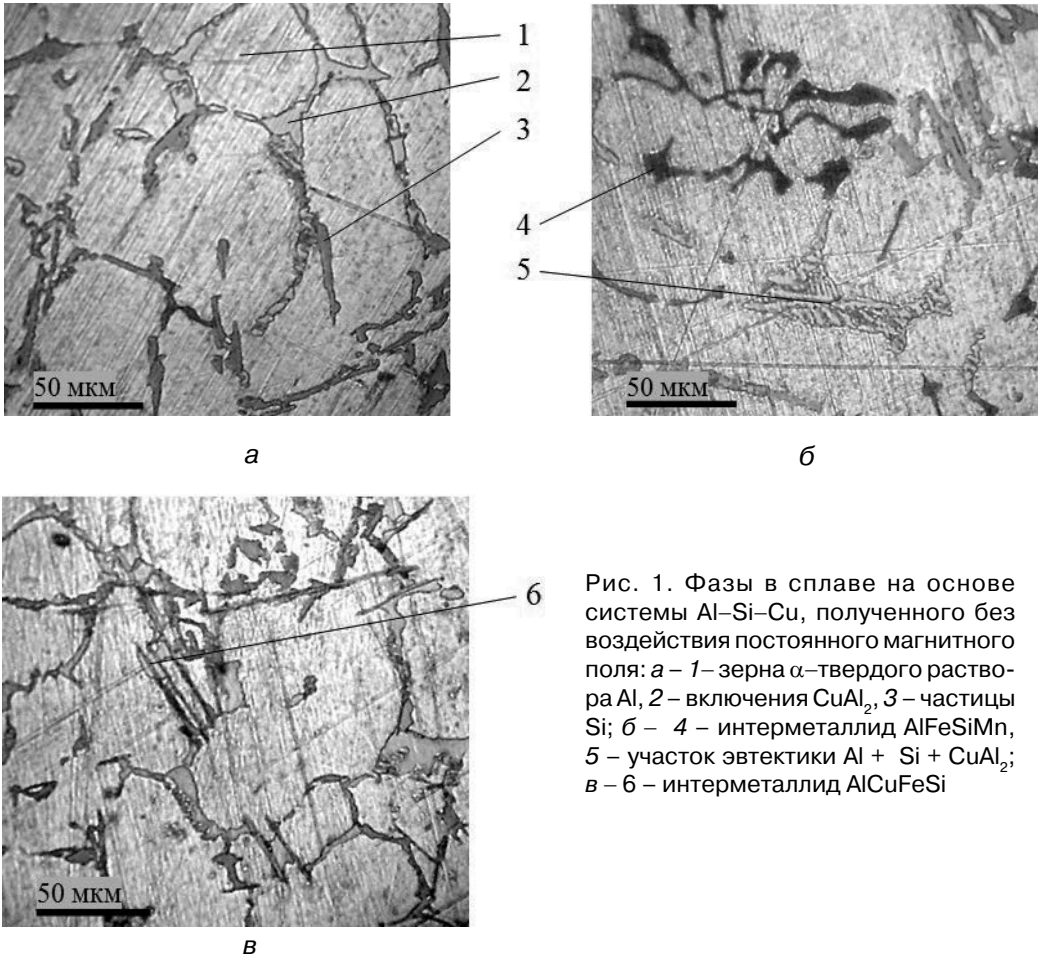 1
2
3
50 мкм
а
4
5
50 мкм
б
6
50 мкм
в
Рис. 1. Фазы в сплаве на основе
системы Al–Si–Cu, полученного без
воздействия постоянного магнитного
поля: а – 1– зерна α–твердого раство-
ра Al, 2 – включения CuAl₂, 3 – частицы
Si; б – 4 – интерметаллид AlFeSiMn,
5 – участок эвтектики Al + Si + CuAl₂;
в – 6 – интерметаллид AlCuFeSi